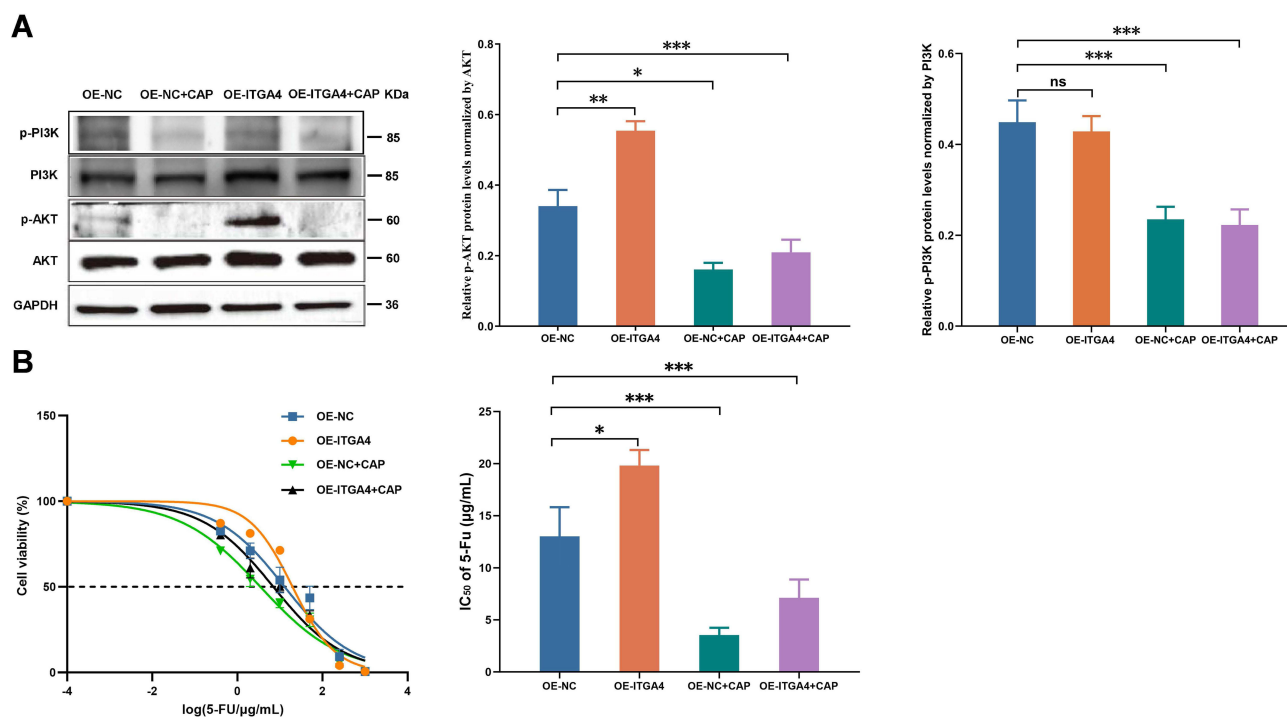 A
OE-NC OE-NC+CAP OE-ITGA4 OE-ITGA4+CAP KDa
p-PI3K 85
PI3K 85
p-AKT 60
AKT 60
GAPDH 36
Relative p-AKT protein levels normalized by AKT
0.8
0.6
0.4
0.2
0.0
***
*
**
OE-NC OE-ITGA4 OE-NC+CAP OE-ITGA4+CAP
Relative p-PI3K protein levels normalized by PI3K
0.6
0.4
0.2
0.0
***
***
ns
OE-NC OE-ITGA4 OE-NC+CAP OE-ITGA4+CAP
B
Cell viability (%)
150
100
50
0
-4 -2 0 2 4
log(5-FU/μg/mL)
OE-NC
OE-ITGA4
OE-NC+CAP
OE-ITGA4+CAP
IC50 of 5-Fu (μg/mL)
25
20
15
10
5
0
***
***
*
OE-NC OE-ITGA4 OE-NC+CAP OE-ITGA4+CAP